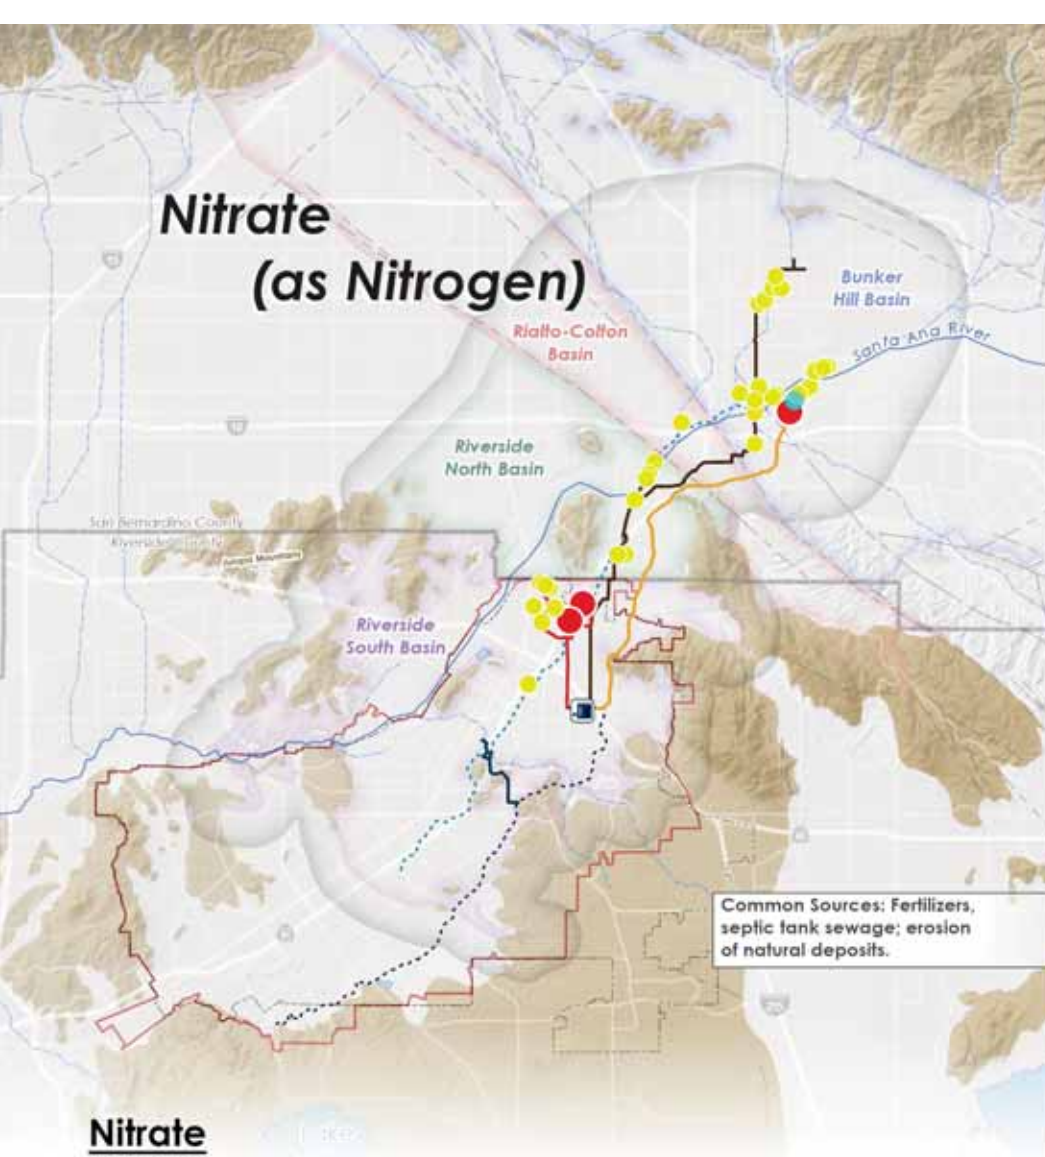 Nitrate
(as Nitrogen)
Bunker
Hill Basin
Santa Ana River
Rialto-Colton
Basin
Riverside
North Basin
San Bernardino County
Riverside County
Jurupa Mountains
Riverside
South Basin
Common Sources: Fertilizers,
septic tank sewage; erosion
of natural deposits.
Nitrate